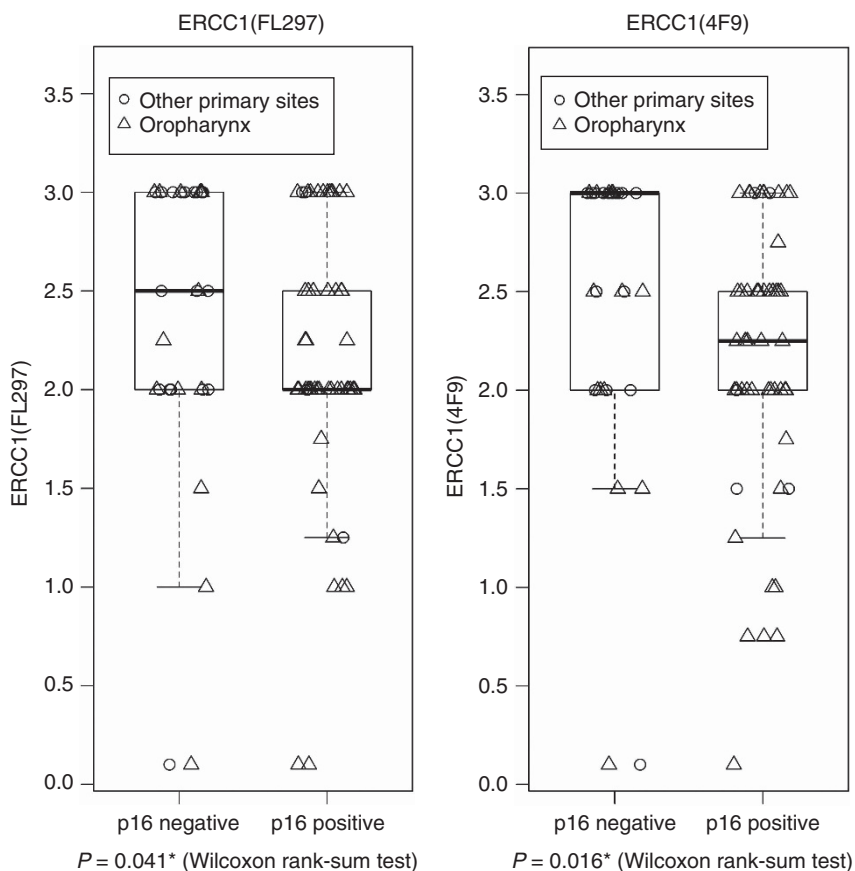 ERCC1(FL297)
Other primary sites
Oropharynx
3.5
3.0
2.5
2.0
1.5
1.0
0.5
0.0
ERCC1(FL297)
p16 negative p16 positive
P = 0.041* (Wilcoxon rank-sum test)
ERCC1(4F9)
Other primary sites
Oropharynx
3.5
3.0
2.5
2.0
1.5
1.0
0.5
0.0
ERCC1(4F9)
p16 negative p16 positive
P = 0.016* (Wilcoxon rank-sum test)